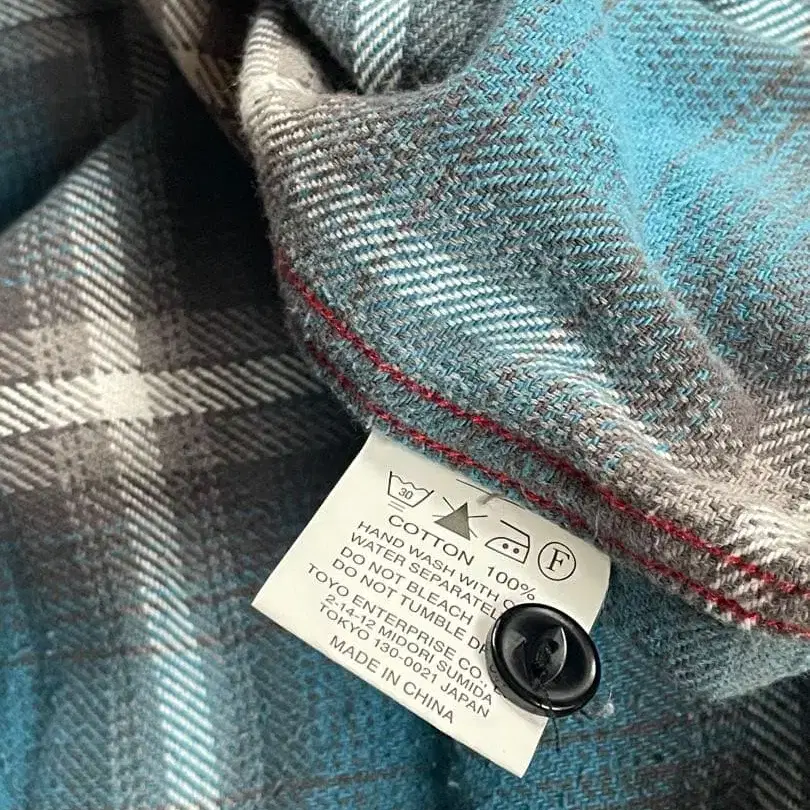 30
F
COTTON 100%
HAND WASH WITH
WATER SEPARATELY
DO NOT BLEACH
DO NOT TUMBLE
TOYO ENTERPRISE CO.,
2-14-12 MIDORI SUMIDA
TOKYO 130-0021 JAPAN
MADE IN CHINA